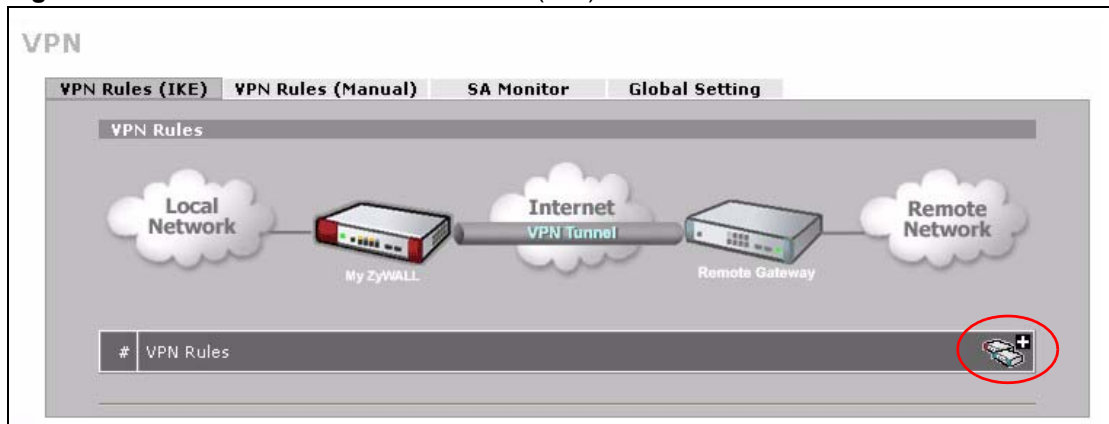 VPN
VPN Rules (IKE) VPN Rules (Manual) SA Monitor Global Setting
VPN Rules
Local
Network
Internet
VPN Tunnel
Remote
Network
My ZyWALL
Remote Gateway
# VPN Rules